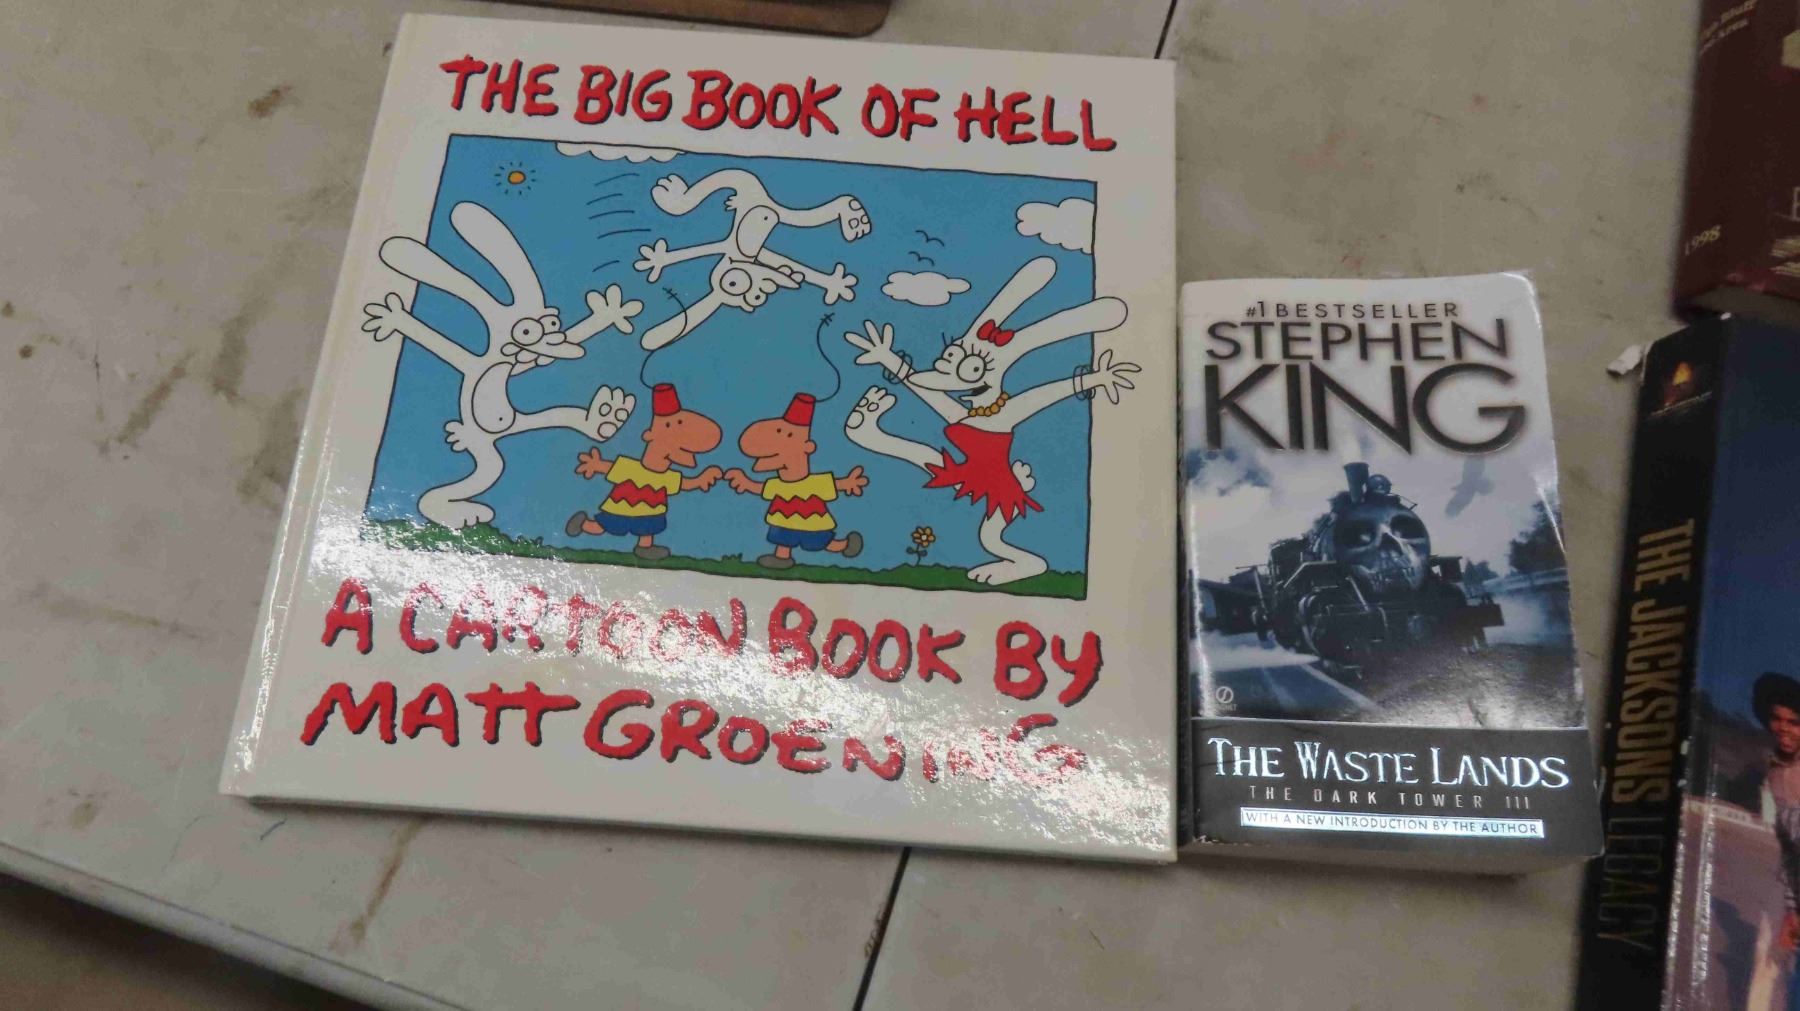 THE BIG BOOK OF HELL
A CARTOON BOOK BY
MATT GROENING
#1 BESTSELLER
STEPHEN
KING
THE WASTE LANDS
THE DARK TOWER III
WITH A NEW INTRODUCTION BY THE AUTHOR
1998
THE JACKSONS LEGACY